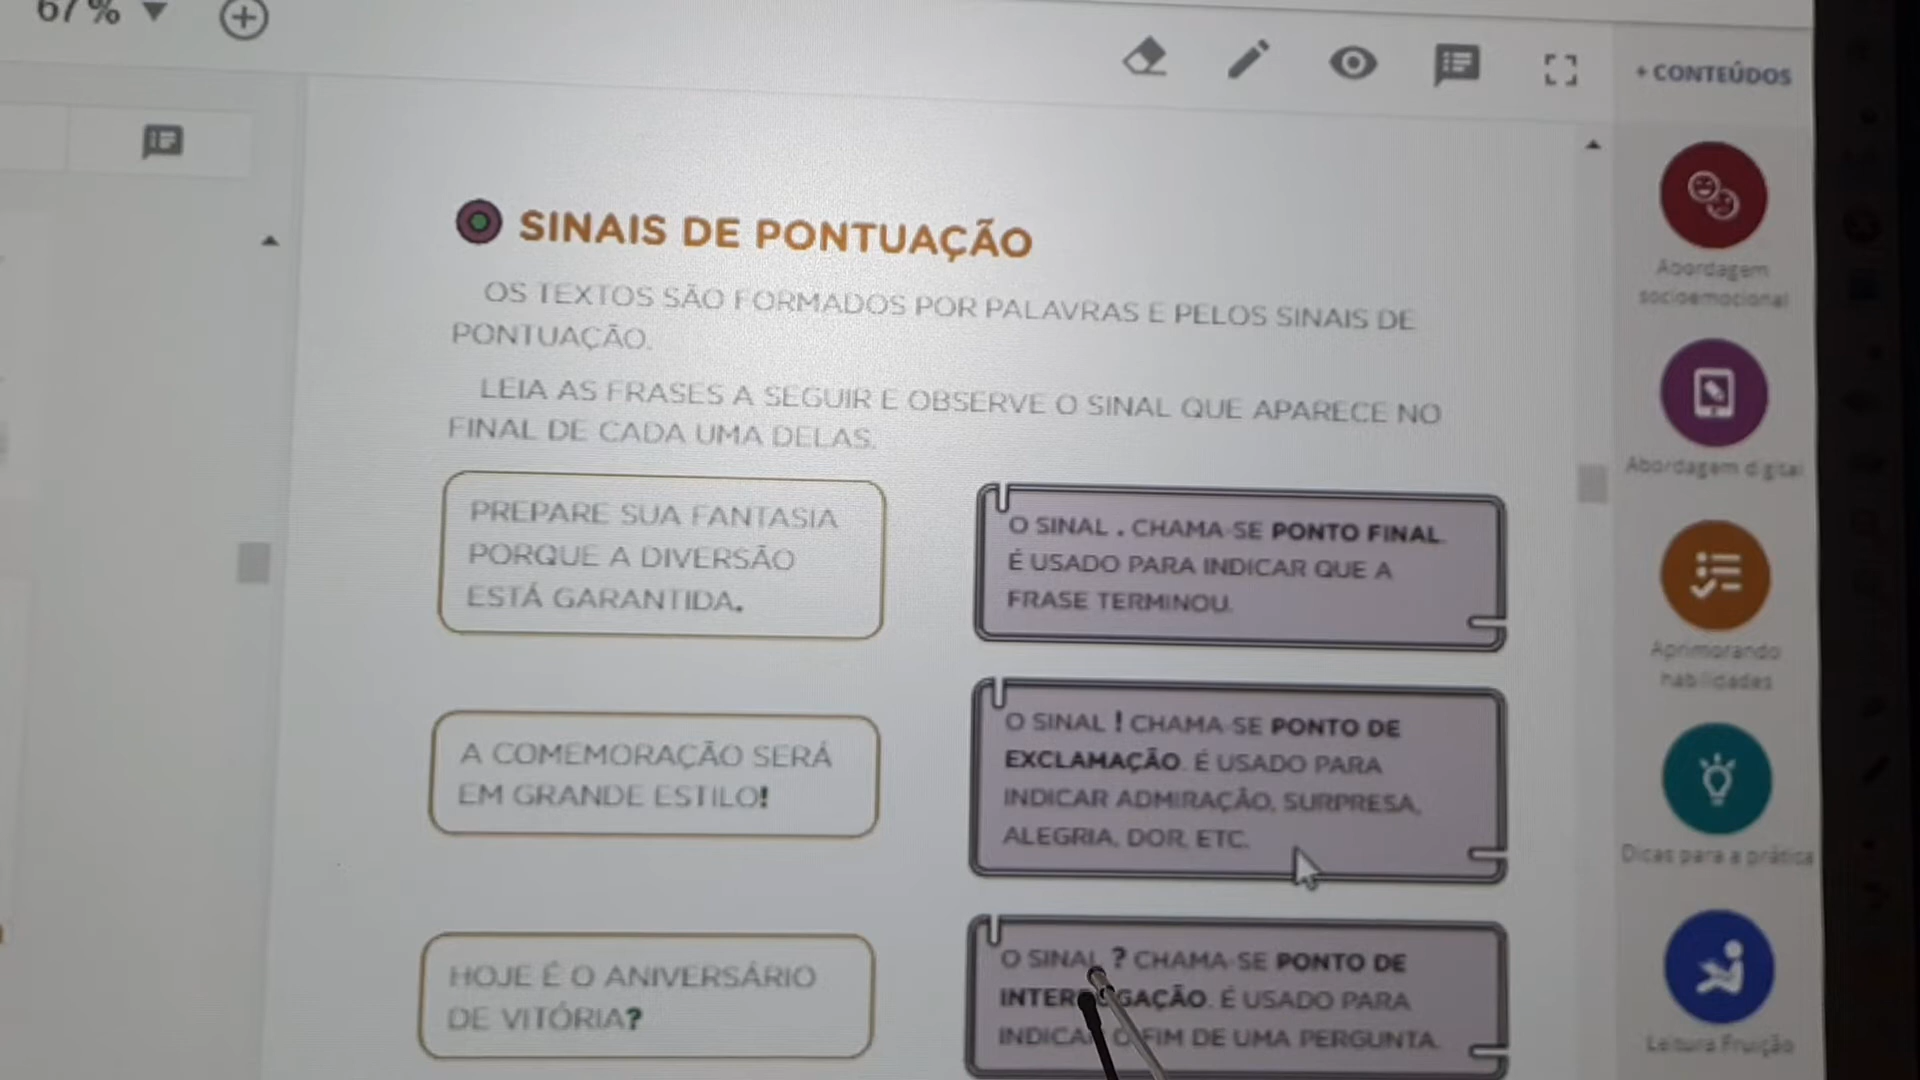 67%
+ CONTEÚDOS
SINAIS DE PONTUAÇÃO
OS TEXTOS SÃO FORMADOS POR PALAVRAS E PELOS SINAIS DE
PONTUAÇÃO.
LEIA AS FRASES A SEGUIR E OBSERVE O SINAL QUE APARECE NO
FINAL DE CADA UMA DELAS.
PREPARE SUA FANTASIA
PORQUE A DIVERSÃO
ESTÁ GARANTIDA.
O SINAL . CHAMA-SE PONTO FINAL.
É USADO PARA INDICAR QUE A
FRASE TERMINOU.
A COMEMORAÇÃO SERÁ
EM GRANDE ESTILO!
O SINAL ! CHAMA-SE PONTO DE
EXCLAMAÇÃO. É USADO PARA
INDICAR ADMIRAÇÃO, SURPRESA,
ALEGRIA, DOR, ETC.
HOJE É O ANIVERSÁRIO
DE VITÓRIA?
O SINAL ? CHAMA-SE PONTO DE
INTERROGAÇÃO. É USADO PARA
INDICAR O FIM DE UMA PERGUNTA.
Abordagem
socioemocional
Abordagem digital
Aprimorando
habilidades
Dicas para a prática
Leitura Fruição